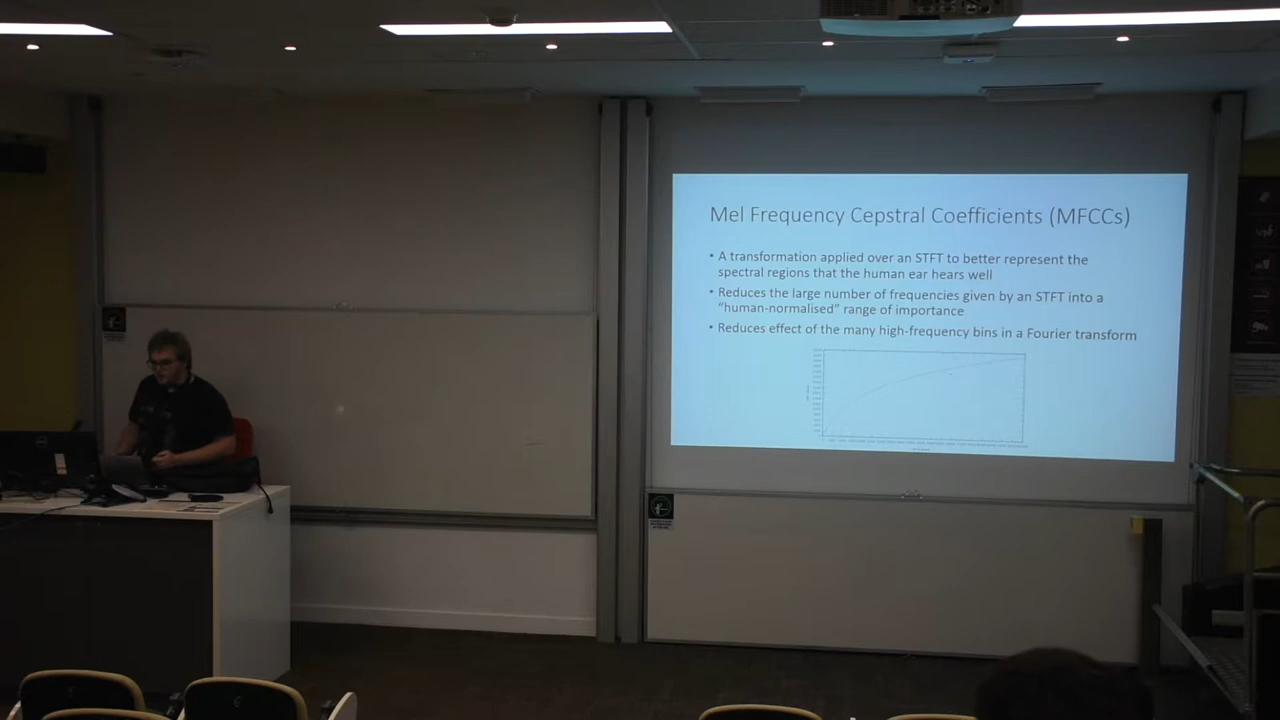 Mel Frequency Cepstral Coefficients (MFCCs)
• A transformation applied over an STFT to better represent the
spectral regions that the human ear hears well
• Reduces the large number of frequencies given by an STFT into a
“human-normalised” range of importance
• Reduces effect of the many high-frequency bins in a Fourier transform